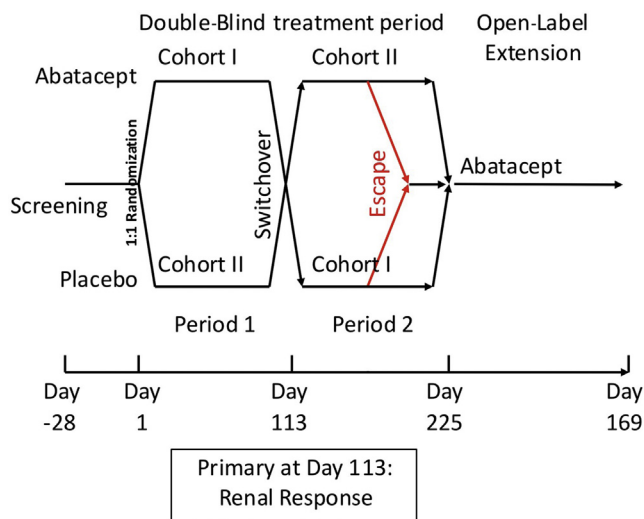 Double-Blind treatment period
Open-Label
Extension
Cohort I
Cohort II
Abatacept
1:1 Randomization
Switchover
Escape
Abatacept
Screening
Cohort II
Cohort I
Placebo
Period 1
Period 2
Day
-28
Day
1
Day
113
Day
225
Day
169
Primary at Day 113:
Renal Response